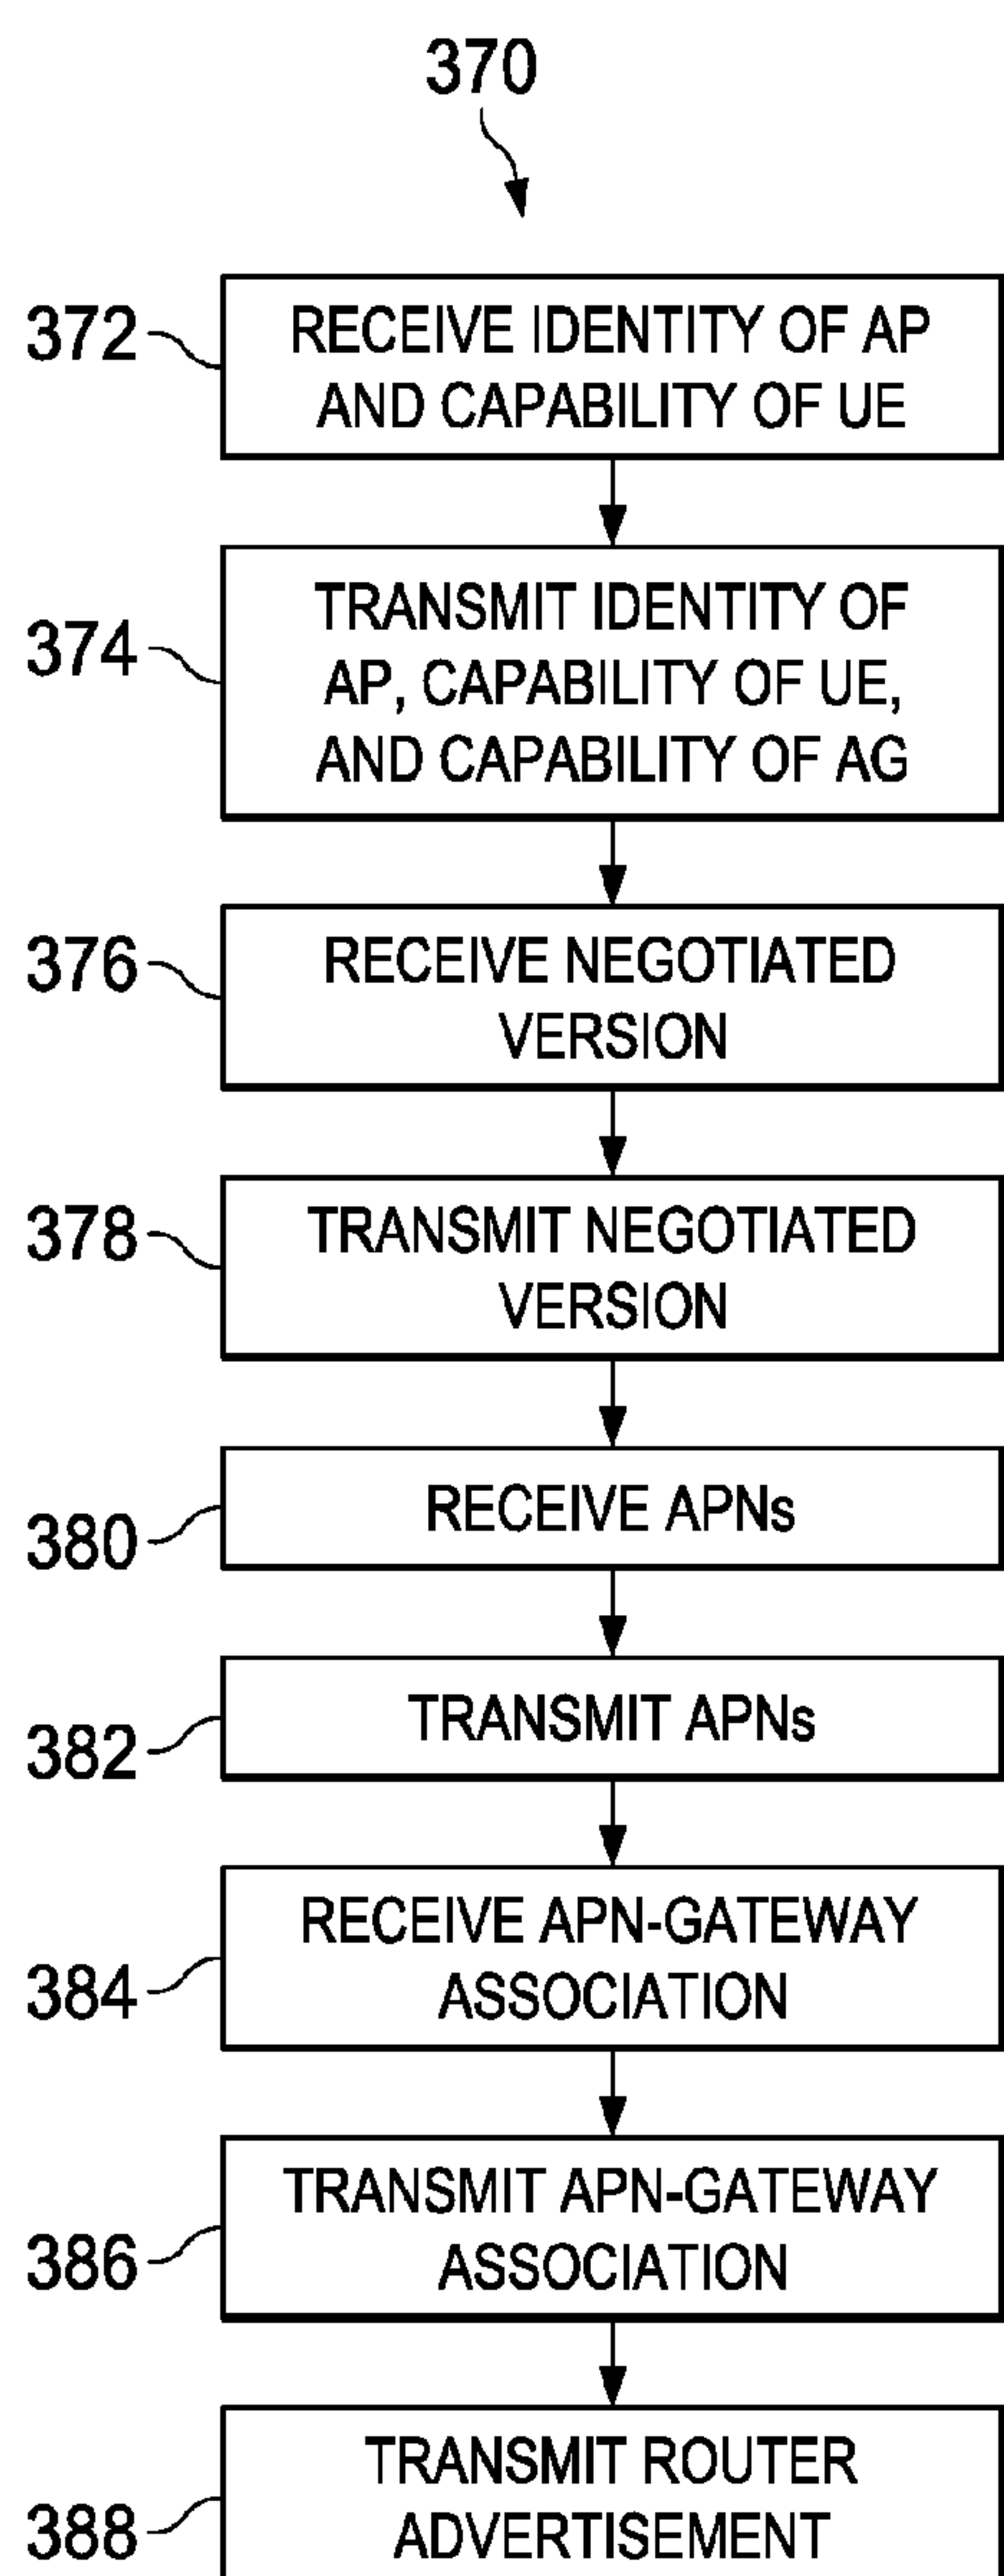 370
372
RECEIVE IDENTITY OF AP
AND CAPABILITY OF UE
374
TRANSMIT IDENTITY OF
AP, CAPABILITY OF UE,
AND CAPABILITY OF AG
376
RECEIVE NEGOTIATED
VERSION
378
TRANSMIT NEGOTIATED
VERSION
380
RECEIVE APNs
382
TRANSMIT APNs
384
RECEIVE APN-GATEWAY
ASSOCIATION
386
TRANSMIT APN-GATEWAY
ASSOCIATION
388
TRANSMIT ROUTER
ADVERTISEMENT